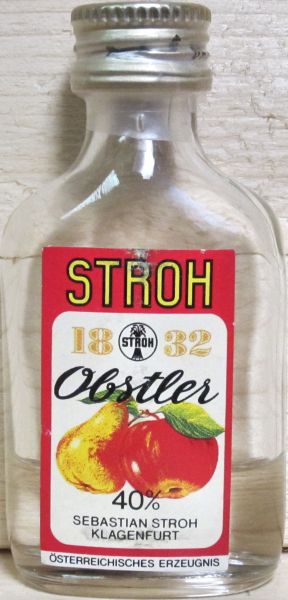 STROH
18 STROH 32
Obstler
40%
SEBASTIAN STROH
KLAGENFURT
ÖSTERREICHISCHES ERZEUGNIS